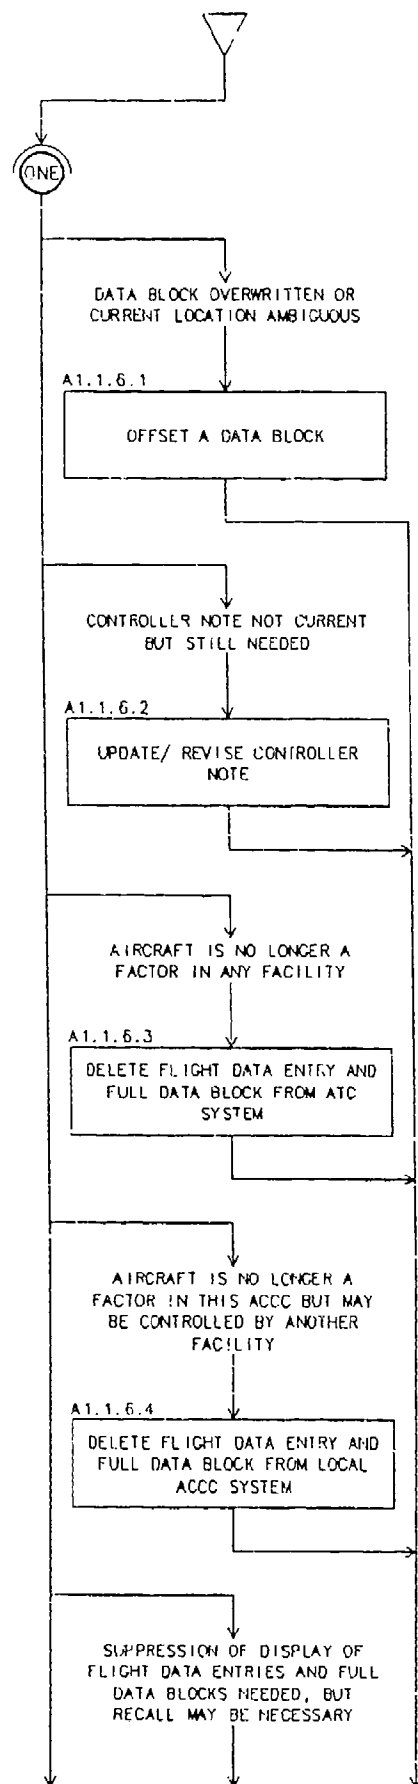 ONE
DATA BLOCK OVERWRITTEN OR
CURRENT LOCATION AMBIGUOUS
A1.1.6.1
OFFSET A DATA BLOCK
CONTROLLER NOTE NOT CURRENT
BUT STILL NEEDED
A1.1.6.2
UPDATE/ REVISE CONTROLLER
NOTE
AIRCRAFT IS NO LONGER A
FACTOR IN ANY FACILITY
A1.1.6.3
DELETE FLIGHT DATA ENTRY AND
FULL DATA BLOCK FROM ATC
SYSTEM
AIRCRAFT IS NO LONGER A
FACTOR IN THIS ACCC BUT MAY
BE CONTROLLED BY ANOTHER
FACILITY
A1.1.6.4
DELETE FLIGHT DATA ENTRY AND
FULL DATA BLOCK FROM LOCAL
ACCC SYSTEM
SUPPRESSION OF DISPLAY OF
FLIGHT DATA ENTRIES AND FULL
DATA BLOCKS NEEDED, BUT
RECALL MAY BE NECESSARY